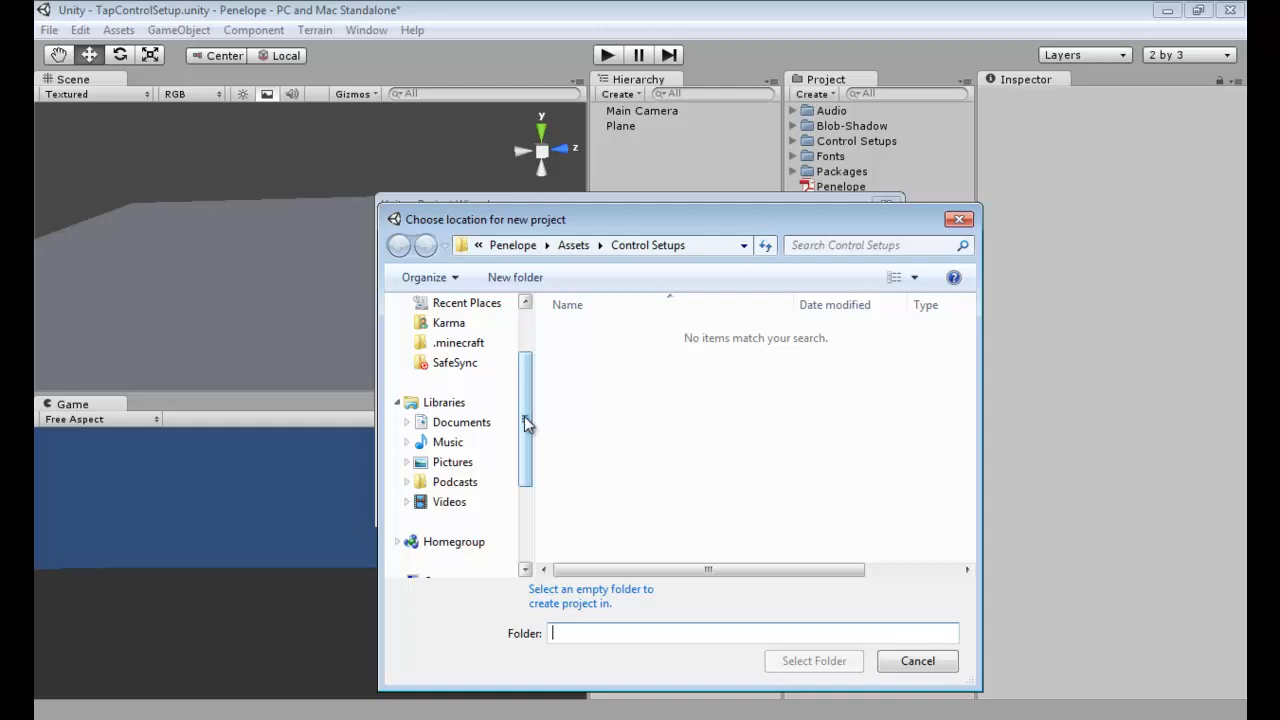 Unity - TapControlSetup.unity - Penelope - PC and Mac Standalone*
File Edit Assets GameObject Component Terrain Window Help
Center Local Layers 2 by 3
Scene Hierarchy Project Inspector
Textured RGB Gizmos All Create All Create All
Main Camera
Plane
Audio
Blob-Shadow
Control Setups
Fonts
Packages
Penelope
y
z
Game
Free Aspect
Choose location for new project
« Penelope Assets Control Setups Search Control Setups
Organize New folder
Recent Places
Karma
.minecraft
SafeSync
Libraries
Documents
Music
Pictures
Podcasts
Videos
Homegroup
Name Date modified Type
No items match your search.
Select an empty folder to
create project in.
Folder:
Select Folder Cancel